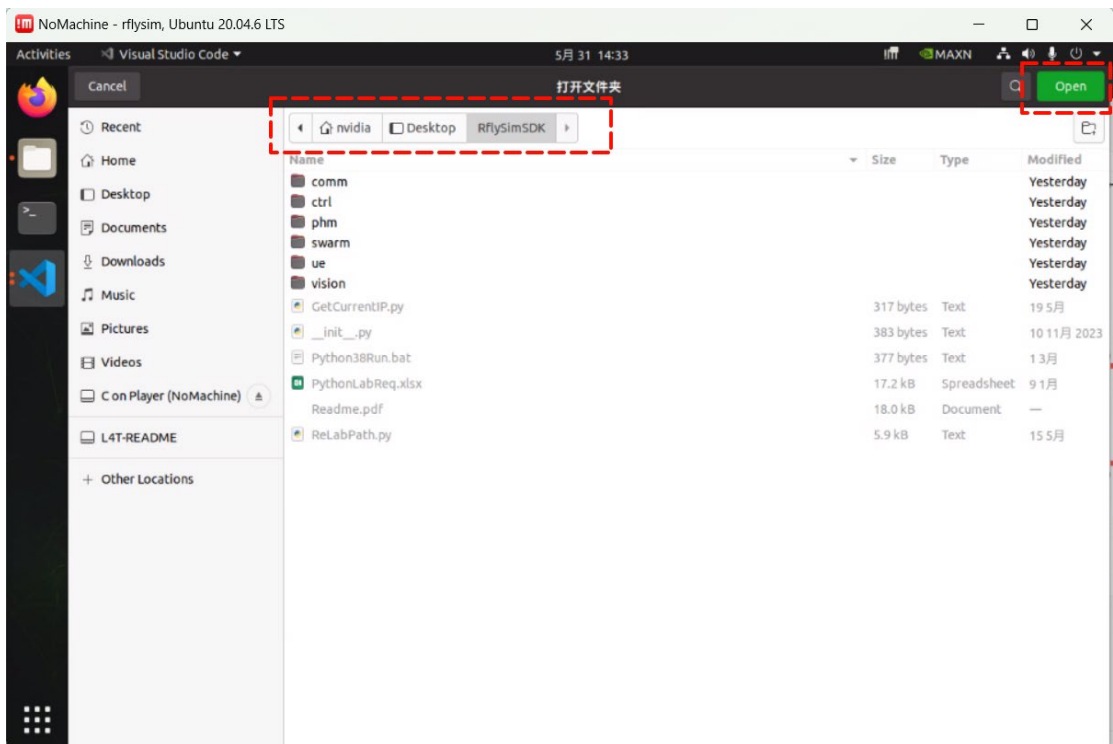 NoMachine - rflysim, Ubuntu 20.04.6 LTS
Activities Visual Studio Code 5月 31 14:33 MAXN
Cancel 打开文件夹 Open
Recent
Home
Desktop
Documents
Downloads
Music
Pictures
Videos
C on Player (NoMachine)
L4T-README
+ Other Locations
nvidia Desktop RflySimSDK
Name Size Type Modified
comm Yesterday
ctrl Yesterday
phm Yesterday
swarm Yesterday
ue Yesterday
vision Yesterday
GetCurrentIP.py 317 bytes Text 19 5月
__init__.py 383 bytes Text 10 11月 2023
Python38Run.bat 377 bytes Text 1 3月
PythonLabReq.xlsx 17.2 kB Spreadsheet 9 1月
Readme.pdf 18.0 kB Document —
ReLabPath.py 5.9 kB Text 15 5月